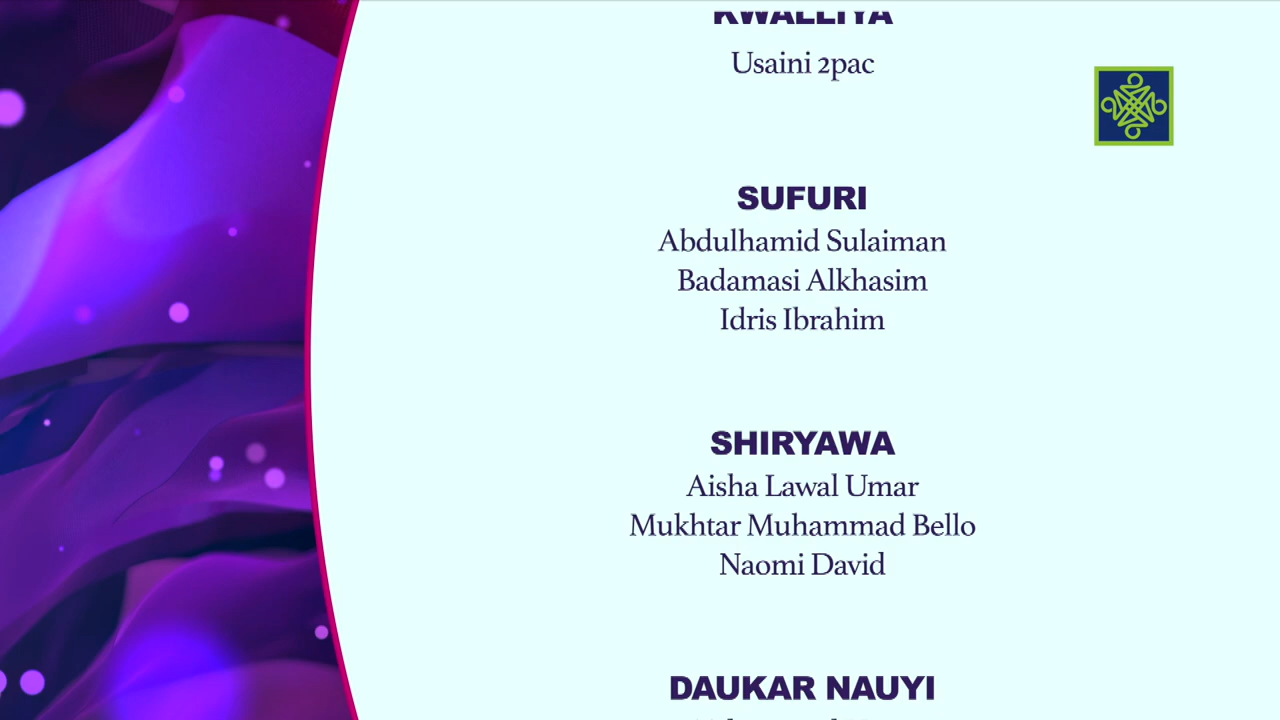 KWALLIYA
Usaini 2pac
SUFURI
Abdulhamid Sulaiman
Badamasi Alkhasim
Idris Ibrahim
SHIRYAWA
Aisha Lawal Umar
Mukhtar Muhammad Bello
Naomi David
DAUKAR NAUYI